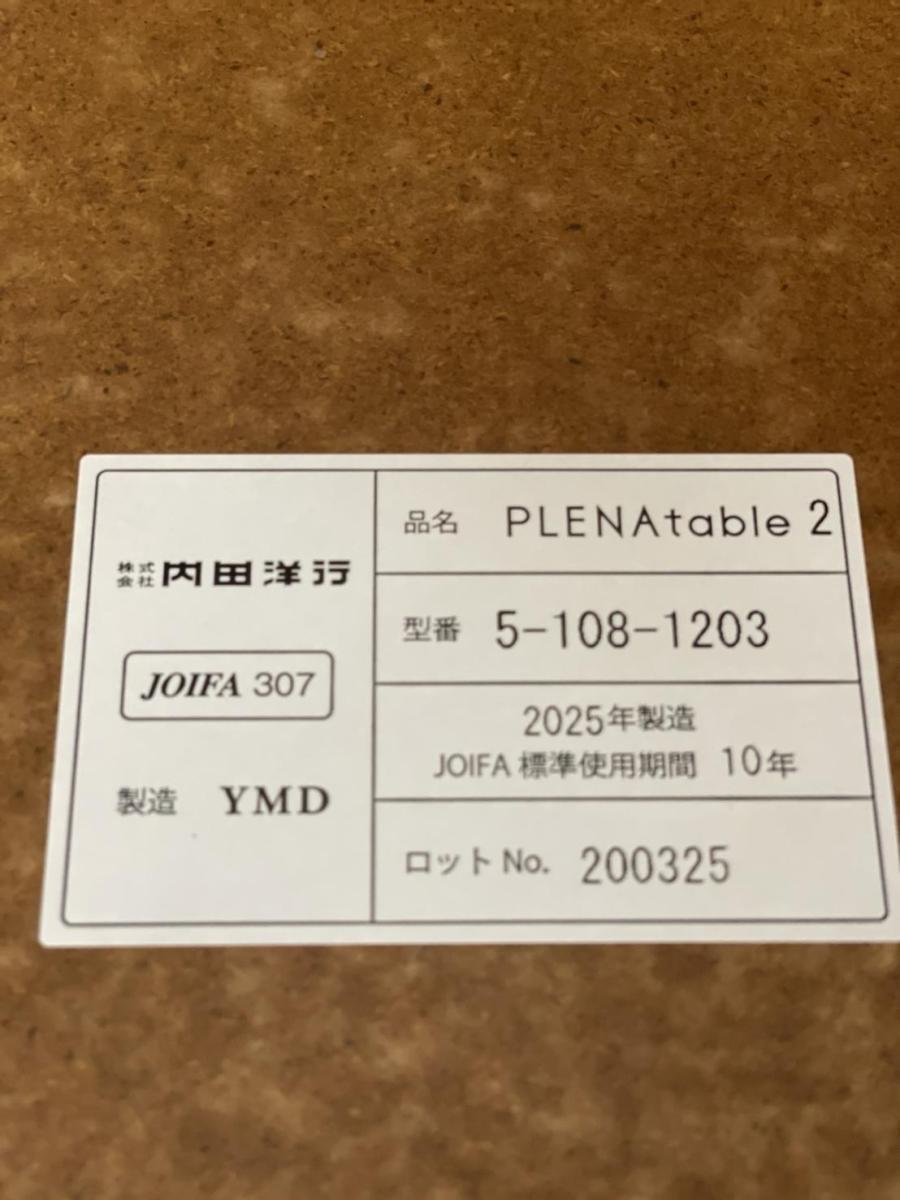 株式会社 内田洋行
JOIFA 307
製造 YMD
品名 PLENAtable 2
型番 5-108-1203
2025年製造
JOIFA 標準使用期間 10年
ロット No. 200325